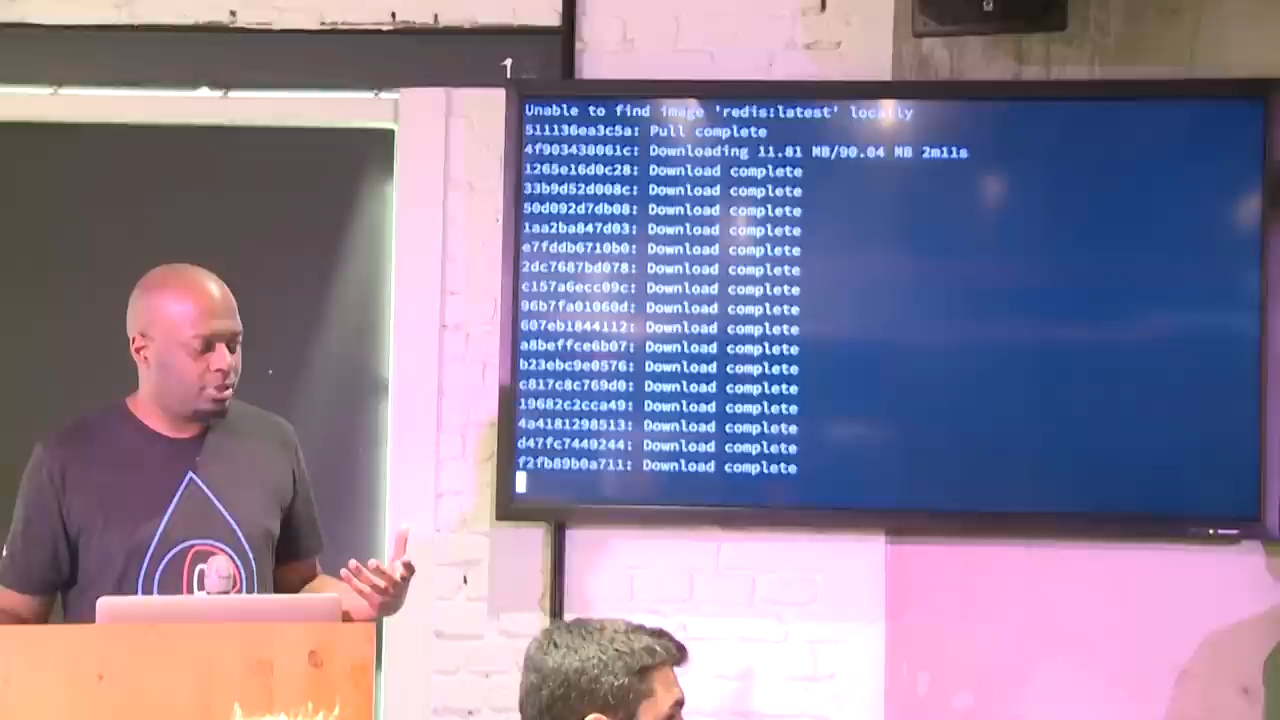 Unable to find image 'redis:latest' locally
511136ea3c5a: Pull complete
4f903438061c: Downloading 11.81 MB/90.04 MB 2m11s
1265e16d0c28: Download complete
33b9d52d008c: Download complete
50d092d7db08: Download complete
1aa2ba847d03: Download complete
e7fddb6710b0: Download complete
2dc7687bd078: Download complete
c157a6ecc09c: Download complete
96b7fa01060d: Download complete
607eb1844112: Download complete
a8beffce6b07: Download complete
b23ebc9e0576: Download complete
c817c8c769d0: Download complete
19682c2cca49: Download complete
4a4181298513: Download complete
d47fc7449244: Download complete
f2fb89b0a711: Download complete